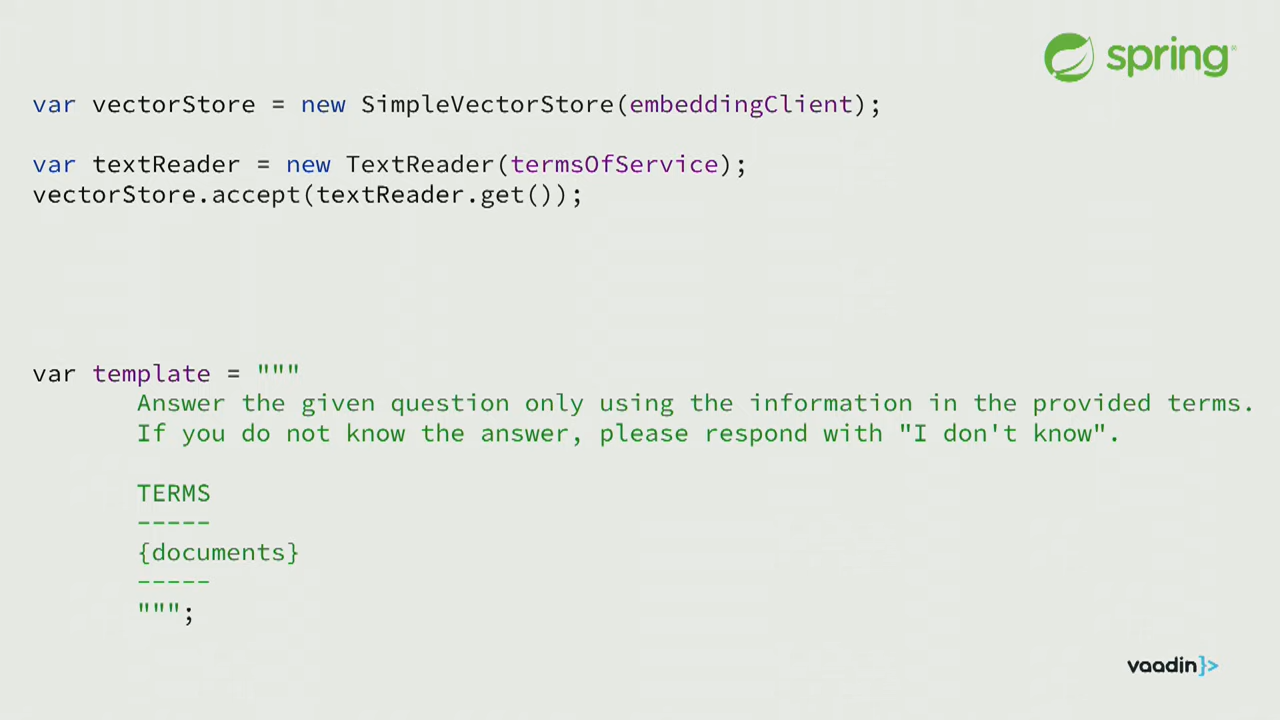 spring
var vectorStore = new SimpleVectorStore(embeddingClient);
var textReader = new TextReader(termsOfService);
vectorStore.accept(textReader.get());
var template = """
Answer the given question only using the information in the provided terms.
If you do not know the answer, please respond with "I don't know".
TERMS
-----
{documents}
-----
""";
vaadin}>